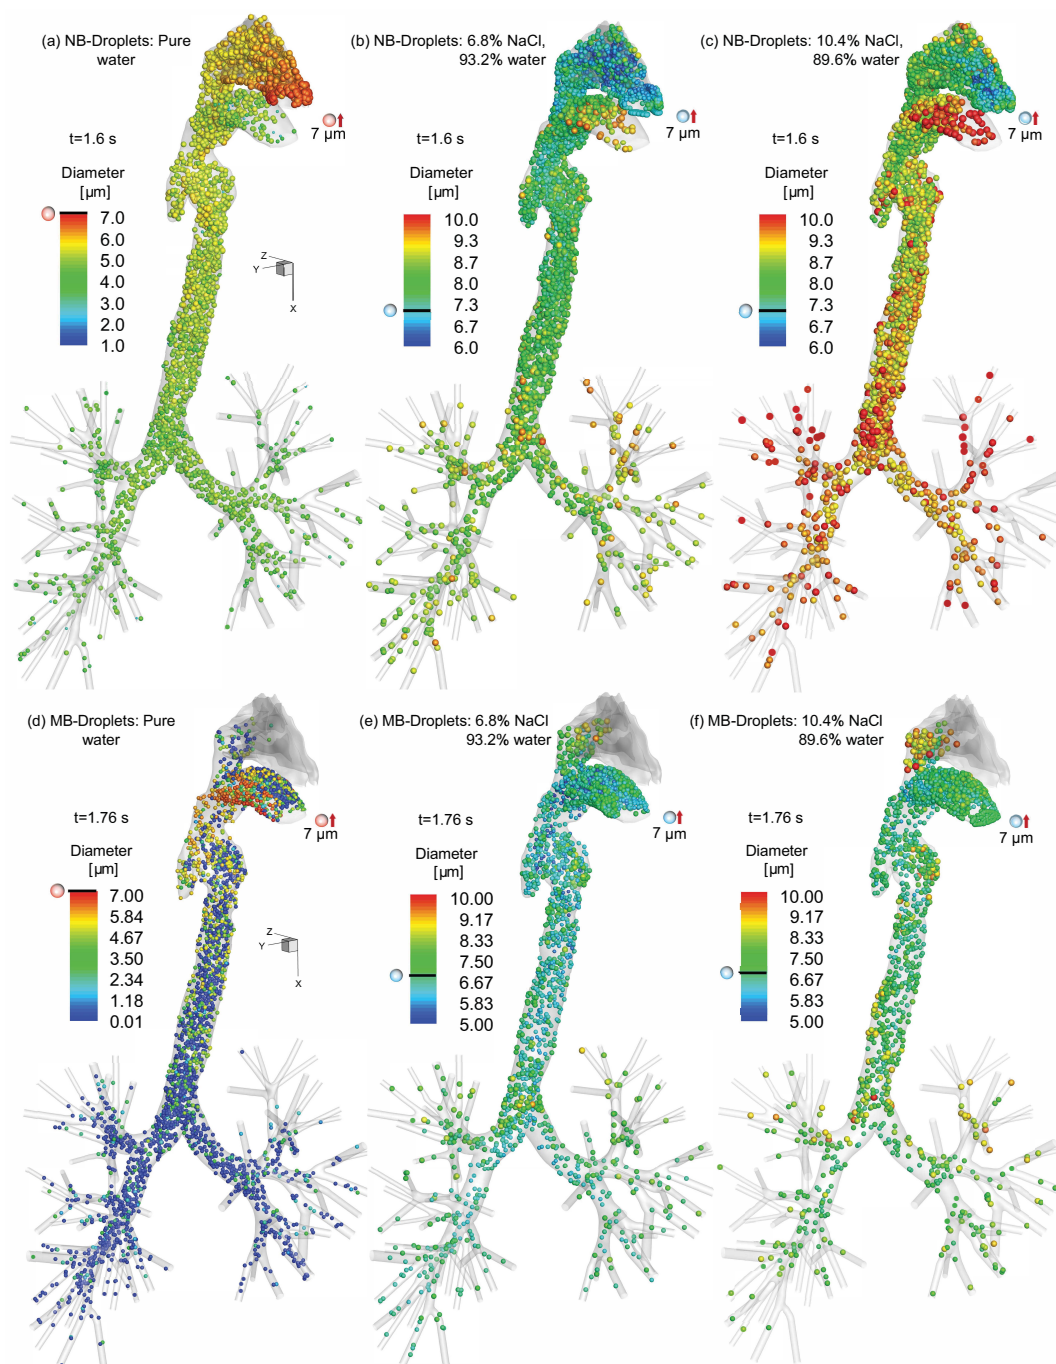 (a) NB-Droplets: Pure
water
7 µm
t=1.6 s
Diameter
[µm]
7.0
6.0
5.0
4.0
3.0
2.0
1.0
Z
Y
X
(b) NB-Droplets: 6.8% NaCl,
93.2% water
7 µm
t=1.6 s
Diameter
[µm]
10.0
9.3
8.7
8.0
7.3
6.7
6.0
(c) NB-Droplets: 10.4% NaCl,
89.6% water
7 µm
t=1.6 s
Diameter
[µm]
10.0
9.3
8.7
8.0
7.3
6.7
6.0
(d) MB-Droplets: Pure
water
7 µm
t=1.76 s
Diameter
[µm]
7.00
5.84
4.67
3.50
2.34
1.18
0.01
Z
Y
X
(e) MB-Droplets: 6.8% NaCl
93.2% water
7 µm
t=1.76 s
Diameter
[µm]
10.00
9.17
8.33
7.50
6.67
5.83
5.00
(f) MB-Droplets: 10.4% NaCl
89.6% water
7 µm
t=1.76 s
Diameter
[µm]
10.00
9.17
8.33
7.50
6.67
5.83
5.00